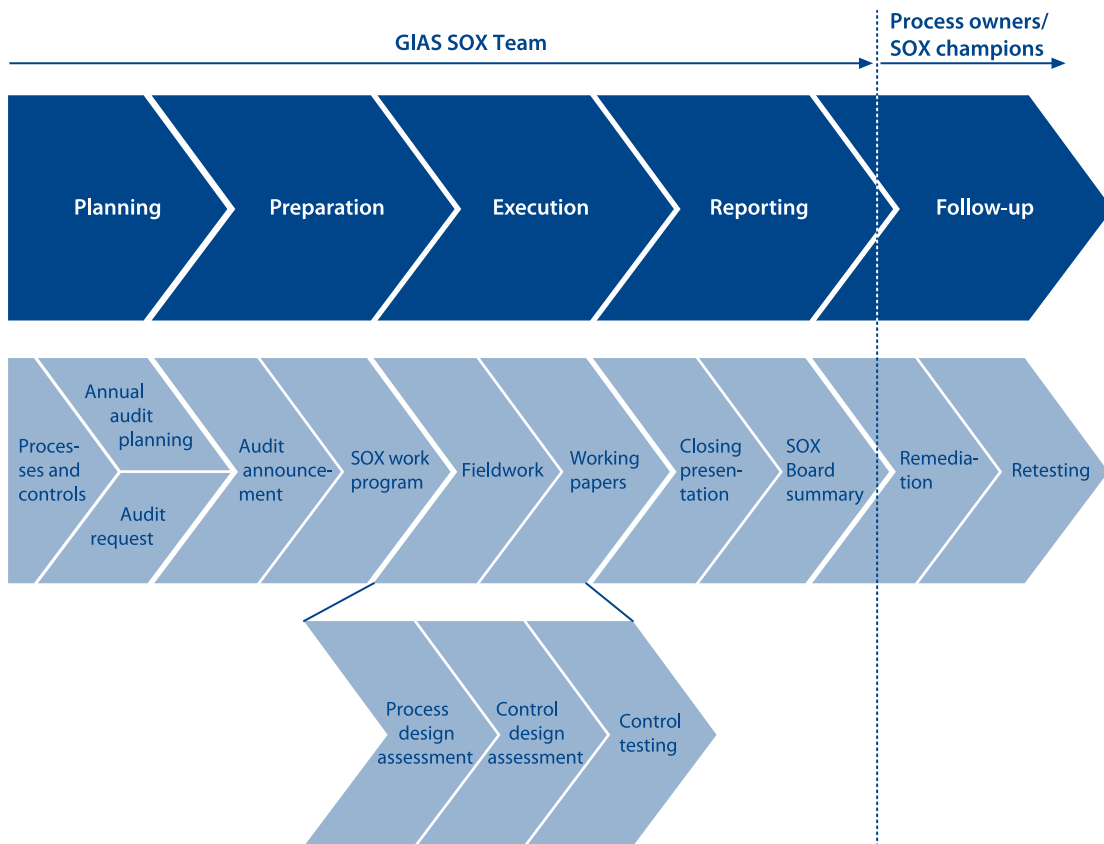 GIAS SOX Team
Process owners/
SOX champions
Planning
Preparation
Execution
Reporting
Follow-up
Proces-
ses and
controls
Annual
audit
planning
Audit
request
Audit
announce-
ment
SOX work
program
Fieldwork
Working
papers
Closing
presen-
tation
SOX
Board
summary
Remedia-
tion
Retesting
Process
design
assessment
Control
design
assessment
Control
testing